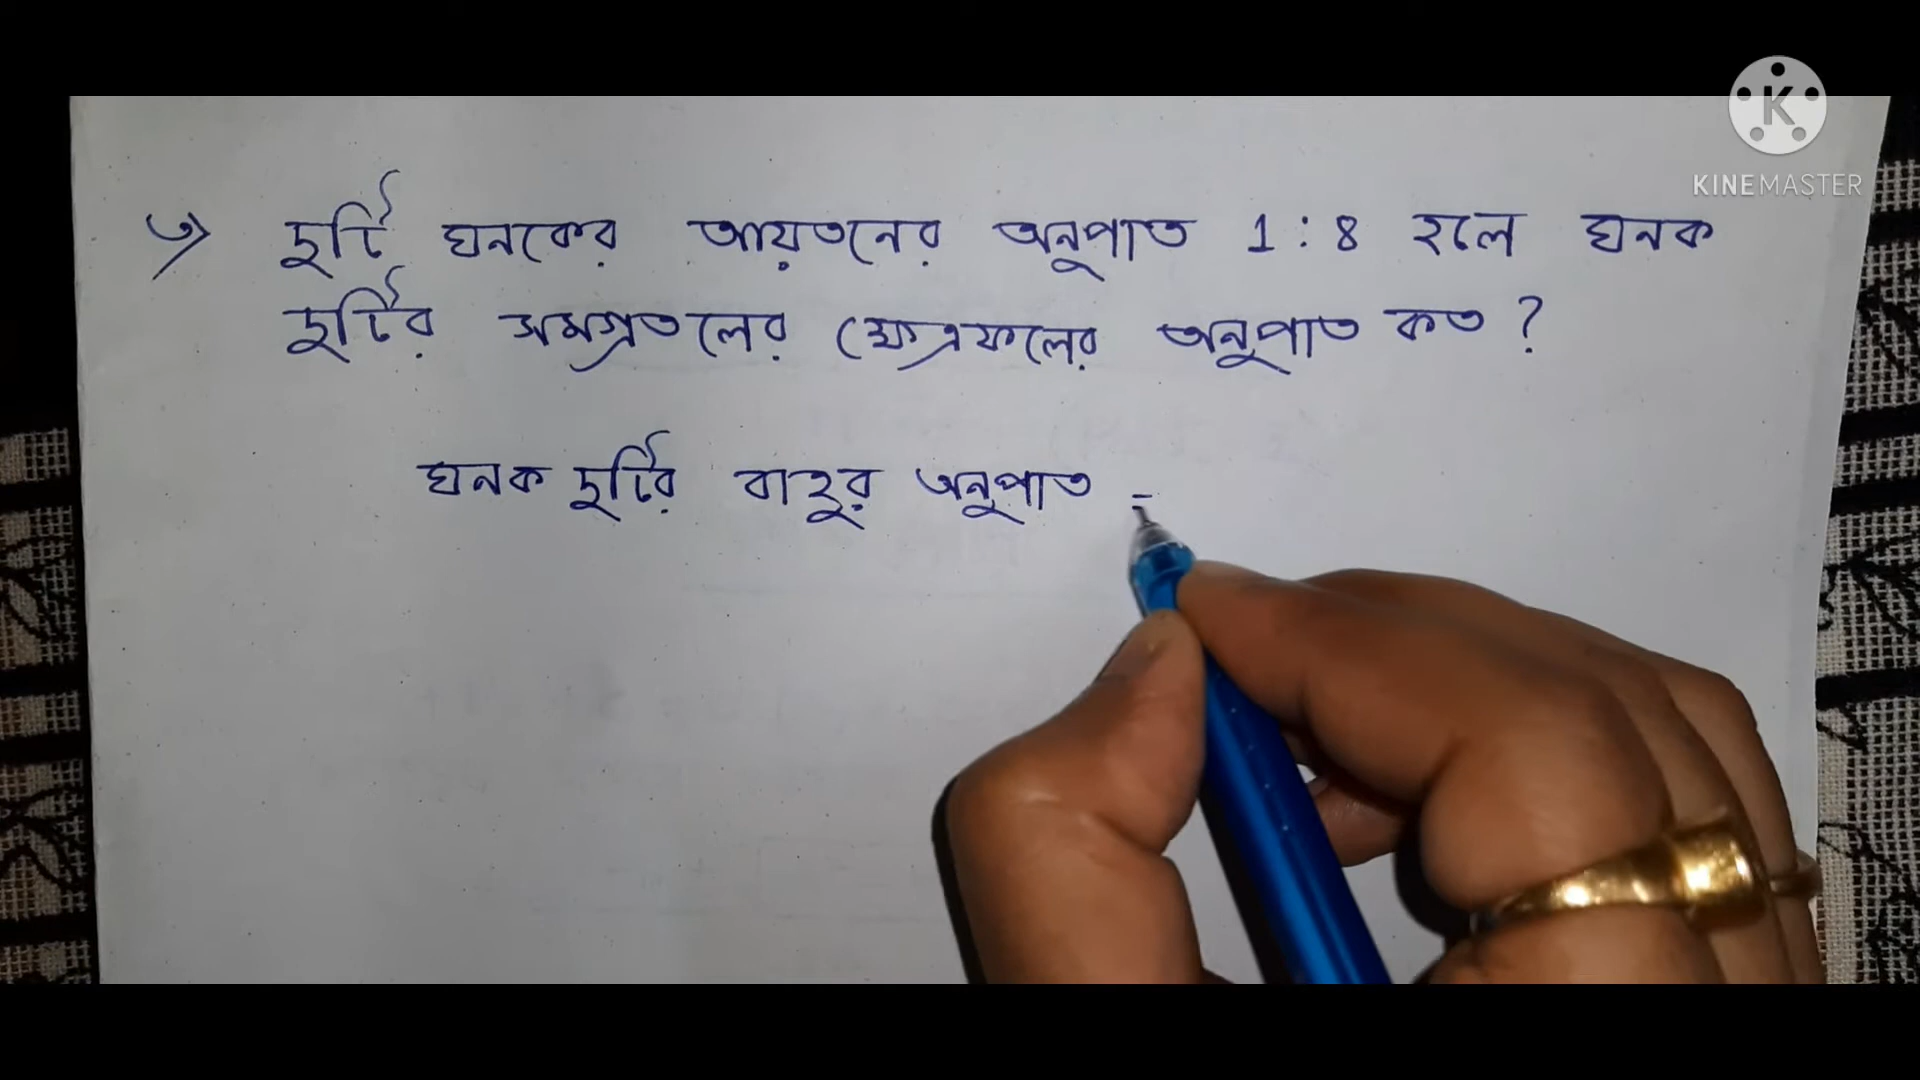 ৩) দুটি ঘনকের আয়তনের অনুপাত 1 : 8 হলে ঘনক
দুটির সমগ্রতলের ক্ষেত্রফলের অনুপাত কত ?
ঘনক দুটির বাহুর অনুপাত =
K
KINEMASTER